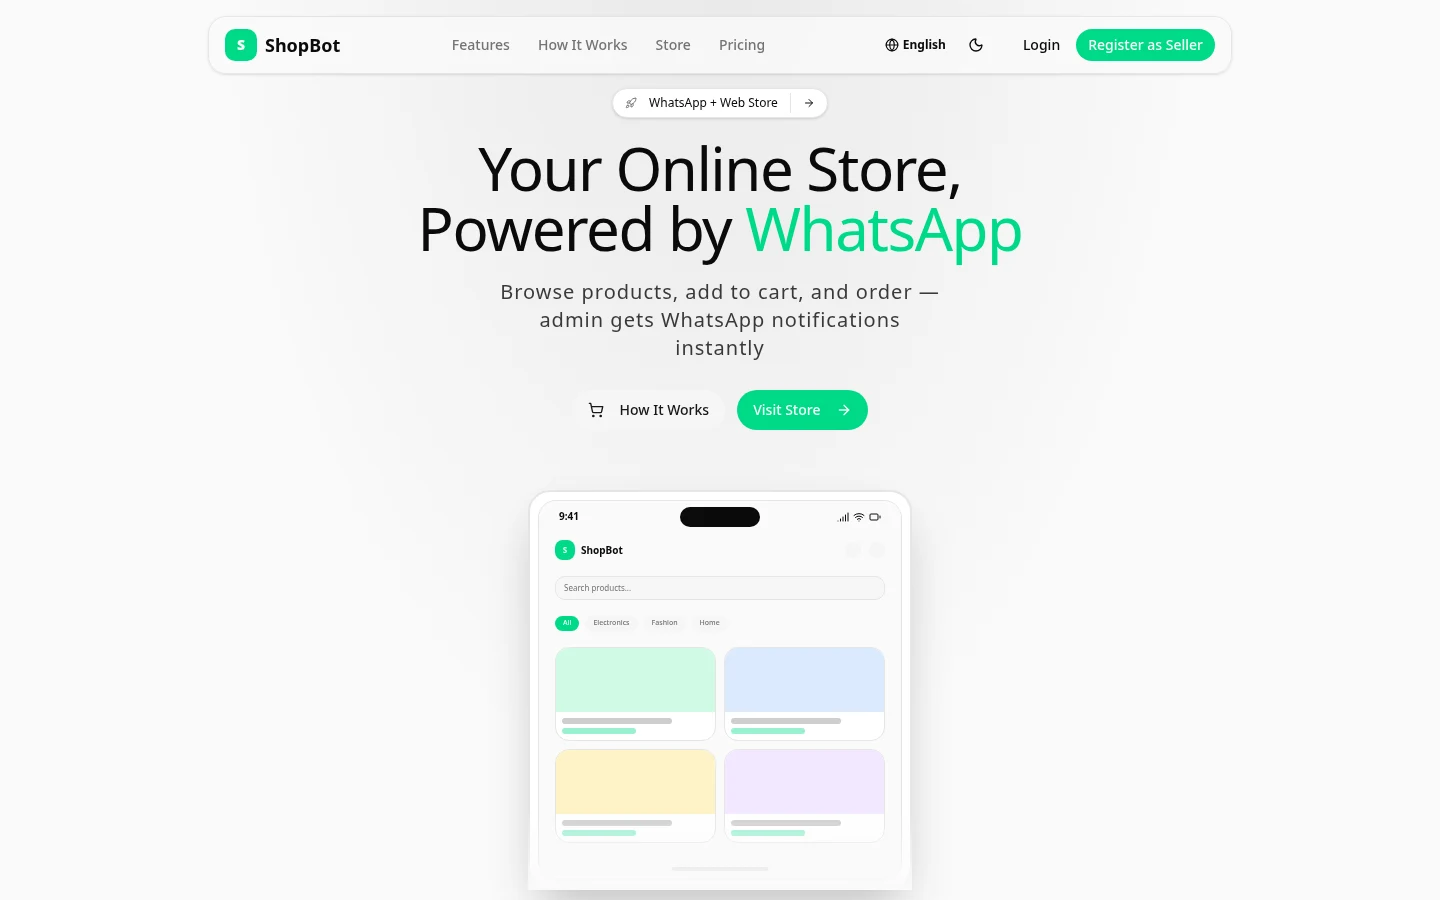 S
ShopBot
Features
How It Works
Store
Pricing
English
Login
Register as Seller
WhatsApp + Web Store
Your Online Store,
Powered by WhatsApp
Browse products, add to cart, and order —
admin gets WhatsApp notifications
instantly
How It Works
Visit Store
9:41
S
ShopBot
Search products...
All
Electronics
Fashion
Home